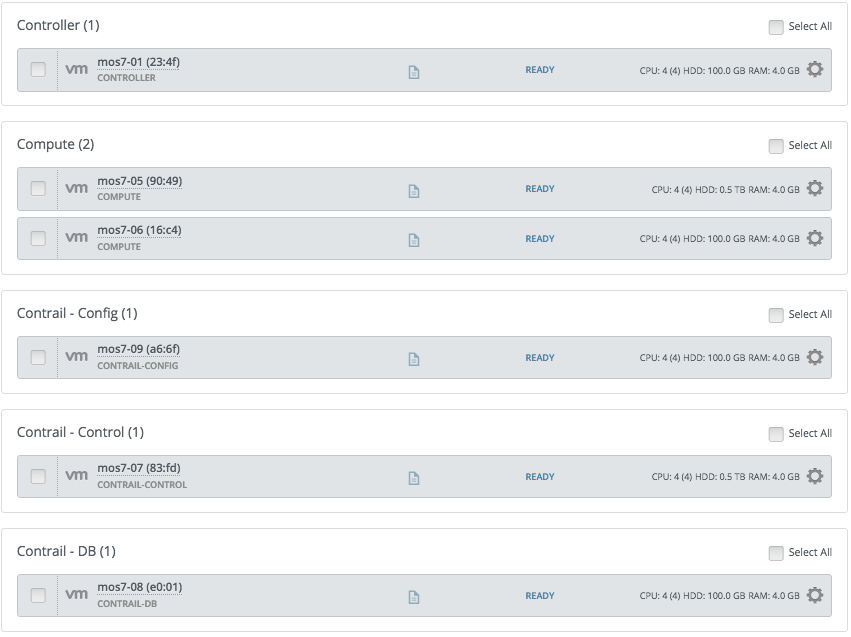 Controller (1)
Select All
vm
mos7-01 (23:4f)
CONTROLLER
READY
CPU: 4 (4) HDD: 100.0 GB RAM: 4.0 GB
Compute (2)
Select All
vm
mos7-05 (90:49)
COMPUTE
READY
CPU: 4 (4) HDD: 0.5 TB RAM: 4.0 GB
vm
mos7-06 (16:c4)
COMPUTE
READY
CPU: 4 (4) HDD: 100.0 GB RAM: 4.0 GB
Contrail - Config (1)
Select All
vm
mos7-09 (a6:6f)
CONTRAIL-CONFIG
READY
CPU: 4 (4) HDD: 100.0 GB RAM: 4.0 GB
Contrail - Control (1)
Select All
vm
mos7-07 (83:fd)
CONTRAIL-CONTROL
READY
CPU: 4 (4) HDD: 0.5 TB RAM: 4.0 GB
Contrail - DB (1)
Select All
vm
mos7-08 (e0:01)
CONTRAIL-DB
READY
CPU: 4 (4) HDD: 100.0 GB RAM: 4.0 GB